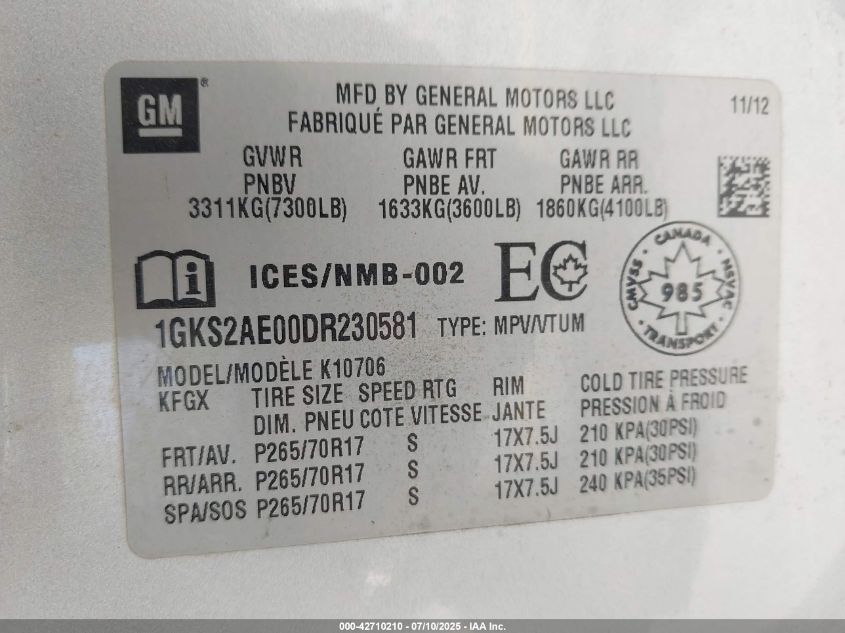 GM ®
MFD BY GENERAL MOTORS LLC
FABRIQUÉ PAR GENERAL MOTORS LLC
11/12
GVWR GAWR FRT GAWR RR
PNBV PNBE AV. PNBE ARR.
3311KG(7300LB) 1633KG(3600LB) 1860KG(4100LB)
i ICES/NMB-002 EC
CANADA
CMVSS 985 NSVAC
TRANSPORT
1GKS2AE00DR230581 TYPE: MPV/VTUM
MODEL/MODÈLE K10706
KFGX TIRE SIZE SPEED RTG RIM COLD TIRE PRESSURE
DIM. PNEU COTE VITESSE JANTE PRESSION À FROID
FRT/AV. P265/70R17 S 17X7.5J 210 KPA(30PSI)
RR/ARR. P265/70R17 S 17X7.5J 210 KPA(30PSI)
SPA/SOS P265/70R17 S 17X7.5J 240 KPA(35PSI)
000-42710210 - 07/10/2025 - IAA Inc.